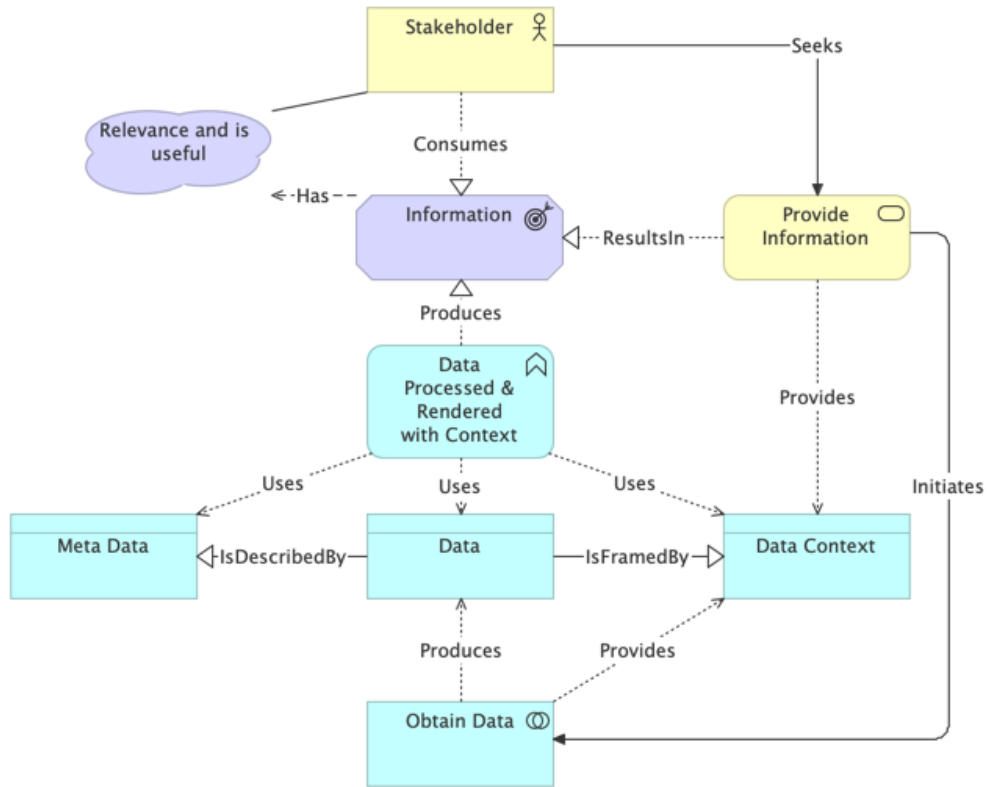 Stakeholder
Seeks
Relevance and is
useful
Consumes
Has
Information
Provide
Information
ResultsIn
Produces
Data
Processed &
Rendered
with Context
Provides
Uses
Uses
Uses
Initiates
Meta Data
IsDescribedBy
Data
IsFramedBy
Data Context
Produces
Provides
Obtain Data